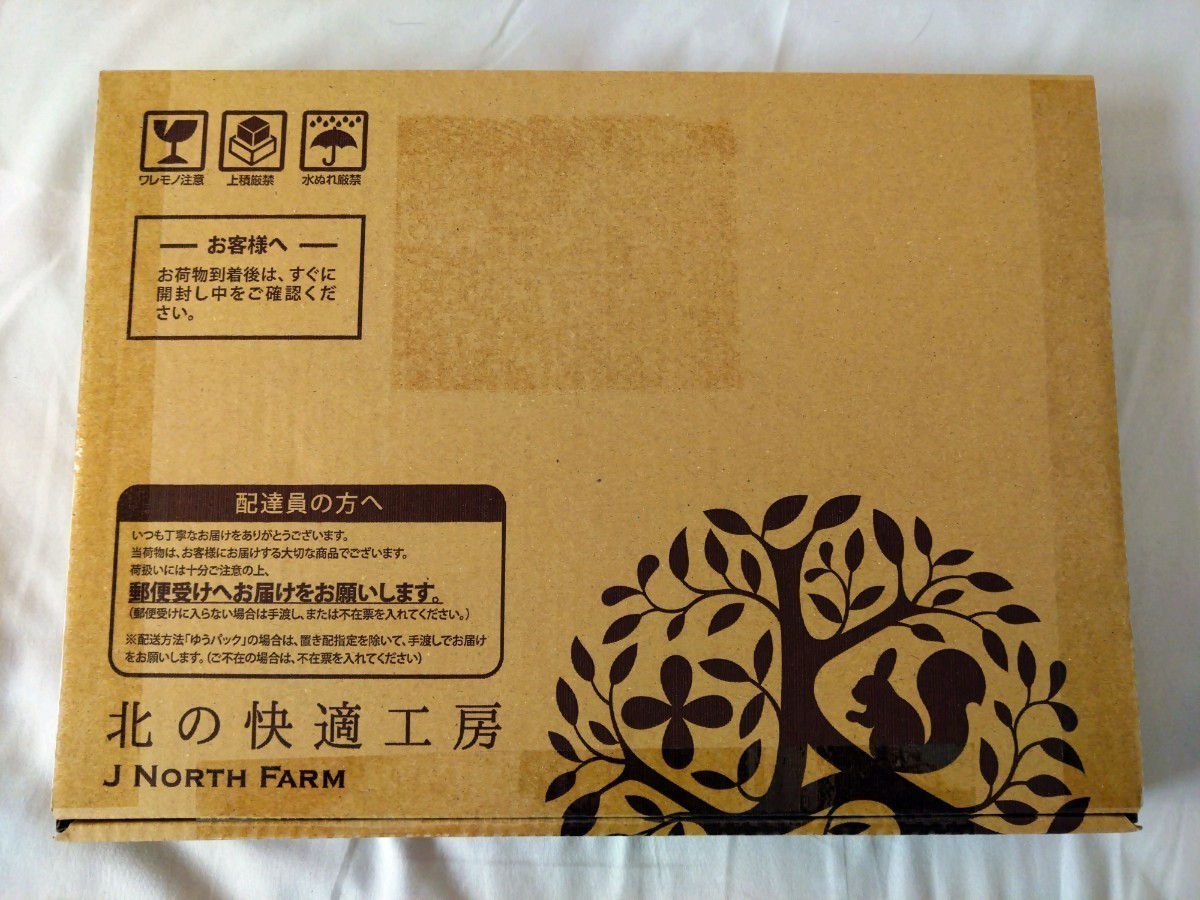 ワレモノ注意 上積厳禁 水ぬれ厳禁
お客様へ
お荷物到着後は、すぐに
開封し中をご確認くだ
さい。
配達員の方へ
いつも丁寧なお届けをありがとうございます。
当荷物は、お客様にお届けする大切な商品でございます。
荷扱いには十分ご注意の上、
郵便受けへお届けをお願いします。
(郵便受けに入らない場合は手渡し、または不在票を入れてください。)
※配送方法「ゆうパック」の場合は、置き配指定を除いて、手渡しでお届け
をお願いします。(ご不在の場合は、不在票を入れてください)
北の快適工房
J NORTH FARM